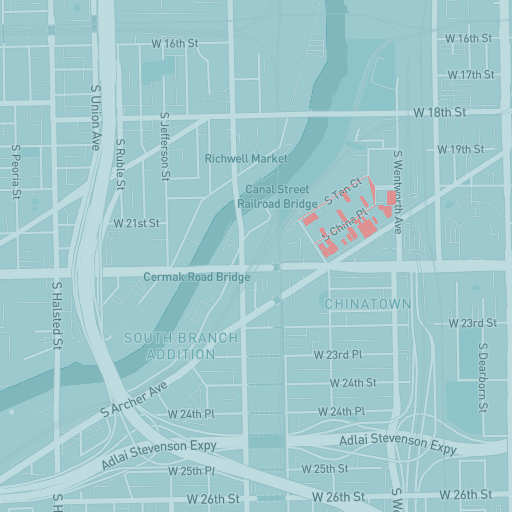 W 16th St
W 16th St
W 17th St
S Union Ave
W 18th St
S Jefferson St
S Ruble St
S Peoria St
W 19th St
Richwell Market
S Wentworth Ave
Canal Street
Railroad Bridge
S Tan Ct
W 21st St
S China Pl
Cermak Road Bridge
S Halsted St
CHINATOWN
W 23rd St
SOUTH BRANCH
ADDITION
W 23rd Pl
S Dearborn St
W 24th St
S Archer Ave
W 24th Pl
W 24th Pl
Adlai Stevenson Expy
Adlai Stevenson Expy
W 25th Pl
W 25th St
W 26th St
W 26th St
W 26th St
S H
S We